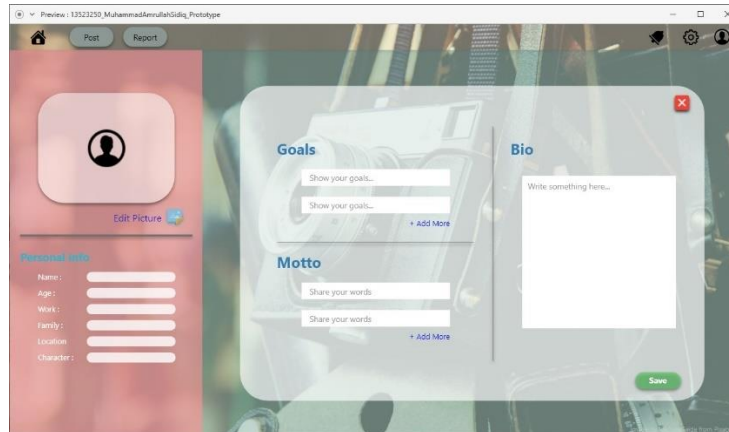 Preview : 13523250_MuhammadAmrullahSidiq_Prototype
Post Report
Edit Picture
Personal info
Name :
Age :
Work :
Family :
Location
Character :
Goals
Show your goals...
Show your goals...
+ Add More
Motto
Share your words
Share your words
+ Add More
Bio
Write something here...
Save